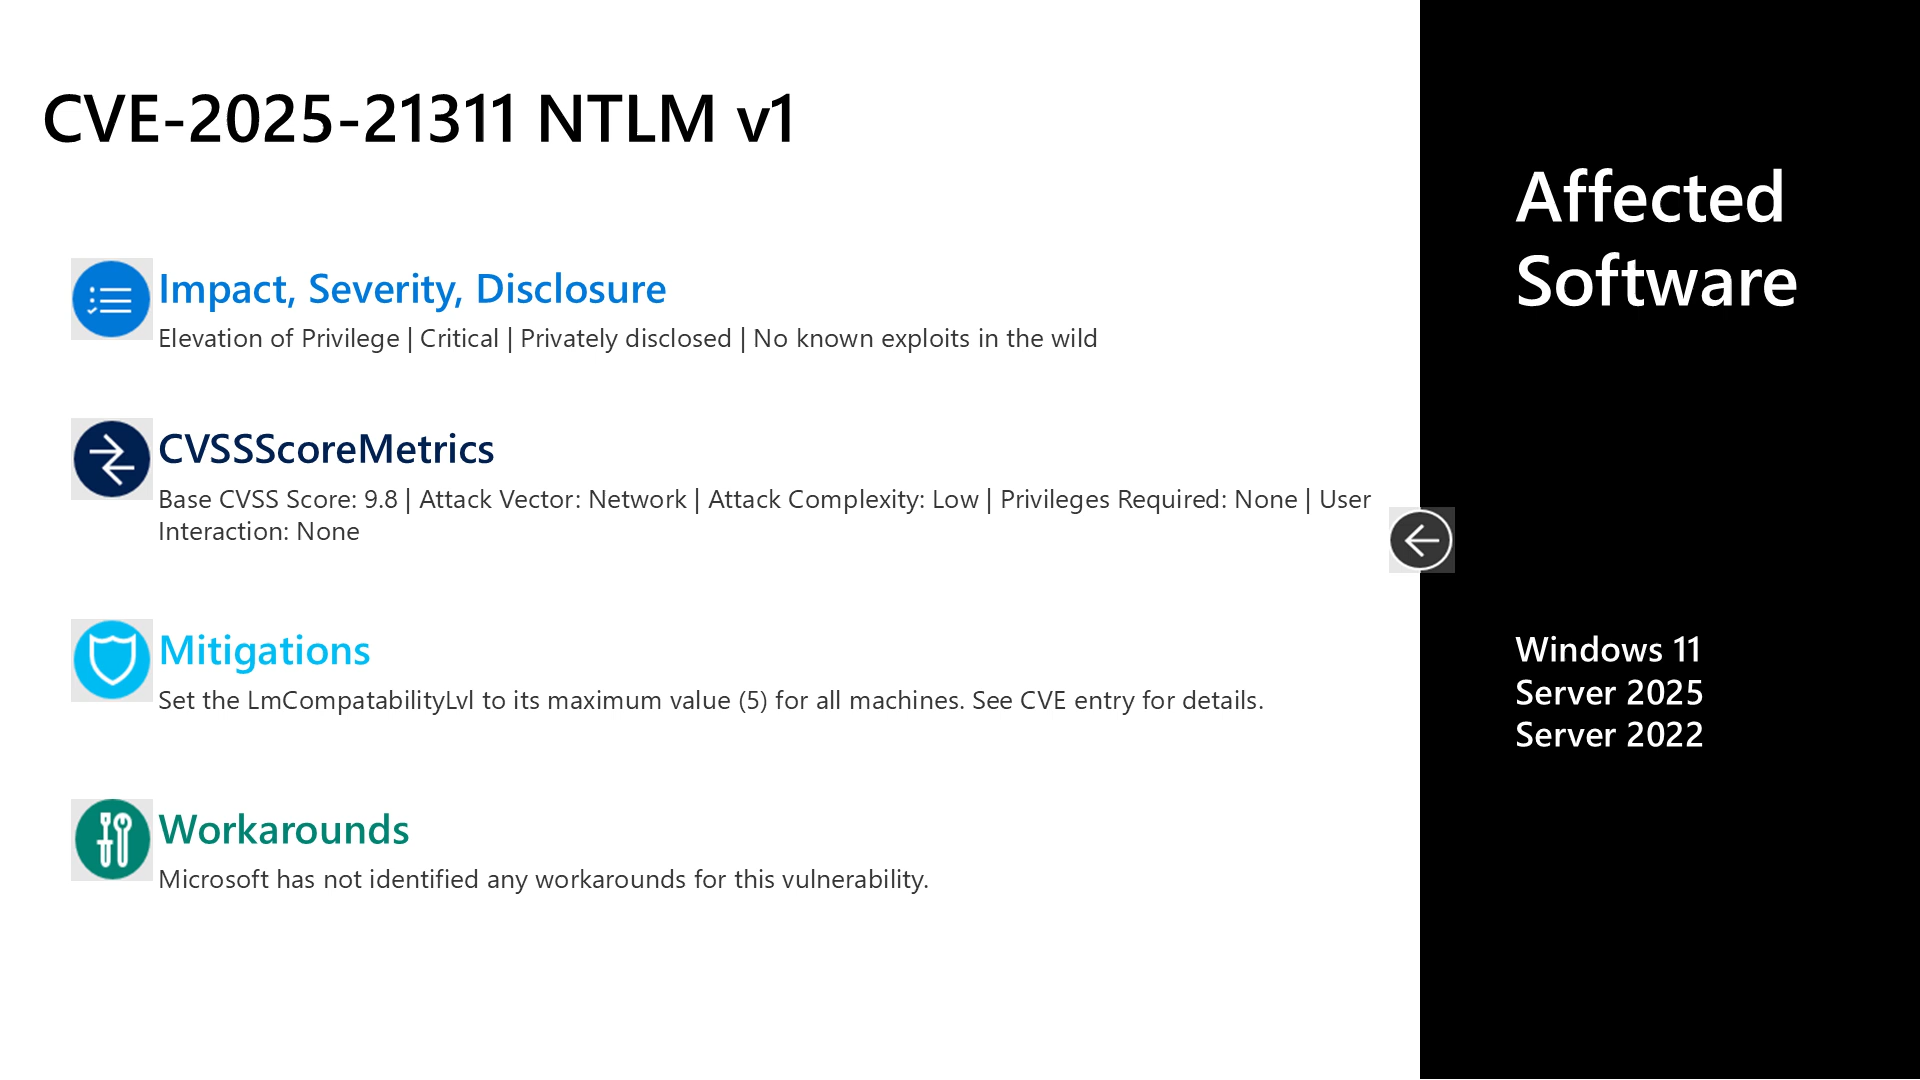 CVE-2025-21311 NTLM v1
Impact, Severity, Disclosure
Elevation of Privilege | Critical | Privately disclosed | No known exploits in the wild
CVSSScoreMetrics
Base CVSS Score: 9.8 | Attack Vector: Network | Attack Complexity: Low | Privileges Required: None | User
Interaction: None
Mitigations
Set the LmCompatabilityLvl to its maximum value (5) for all machines. See CVE entry for details.
Workarounds
Microsoft has not identified any workarounds for this vulnerability.
Affected
Software
Windows 11
Server 2025
Server 2022